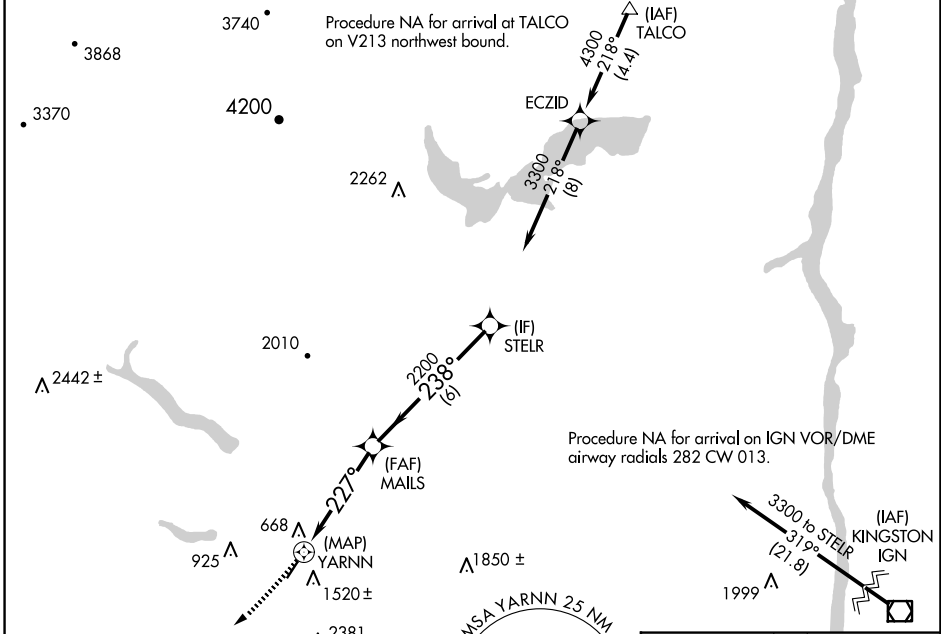 3740
Procedure NA for arrival at TALCO
on V213 northwest bound.
(IAF)
TALCO
3868
4300
218°
(4.4)
3370
4200
ECZID
3300
218°
(8)
2262
(IF)
STELR
2010
2200
238°
(6)
2442 ±
Procedure NA for arrival on IGN VOR/DME
airway radials 282 CW 013.
(FAF)
MAILS
227°
3300 to STELR
319°
(21.8)
(IAF)
KINGSTON
IGN
668
(MAP)
YARNN
925
1850 ±
1520 ±
1999
MSA YARNN 25 NM
2381